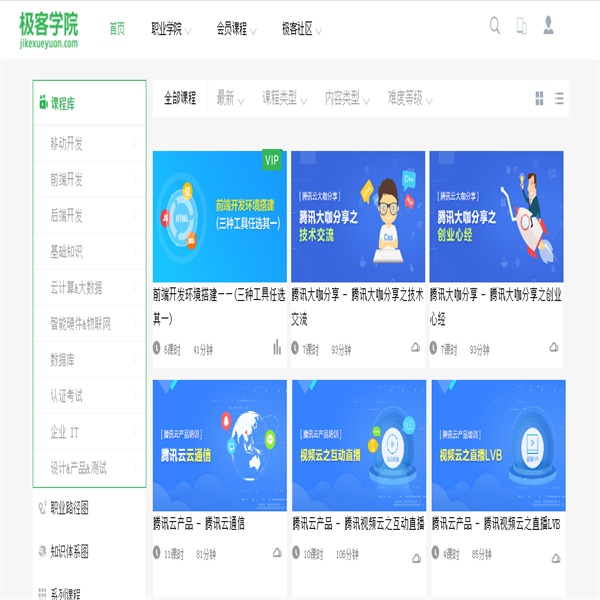 极客学院
jikexueyuan.com
首页 职业学院 会员课程 极客社区
课程库
移动开发
前端开发
后端开发
基础知识
云计算&大数据
智能硬件&物联网
数据库
认证考试
企业 IT
设计&产品&测试
职业路径图
知识体系图
系列课程
全部课程 最新 课程类型 内容类型 难度等级
VIP
HTML
前端开发环境搭建
(三种工具任选其一)
前端开发环境搭建——(三种工具任选
其一)
6课时 41分钟
[腾讯云大咖分享]
腾讯大咖分享之
技术交流
C++
Css
腾讯大咖分享 - 腾讯大咖分享之技术
交流
6课时 93分钟
[腾讯云大咖分享]
腾讯大咖分享之
创业心经
腾讯大咖分享 - 腾讯大咖分享之创业
心经
7课时 93分钟
[腾讯云产品培训]
腾讯云云通信
腾讯云产品 - 腾讯云通信
11课时 81分钟
[腾讯云产品培训]
视频云之互动直播
腾讯云产品 - 腾讯视频云之互动直播
10课时 106分钟
[腾讯云产品培训]
视频云之直播LVB
腾讯云产品 - 腾讯视频云之直播LVB
4课时 85分钟